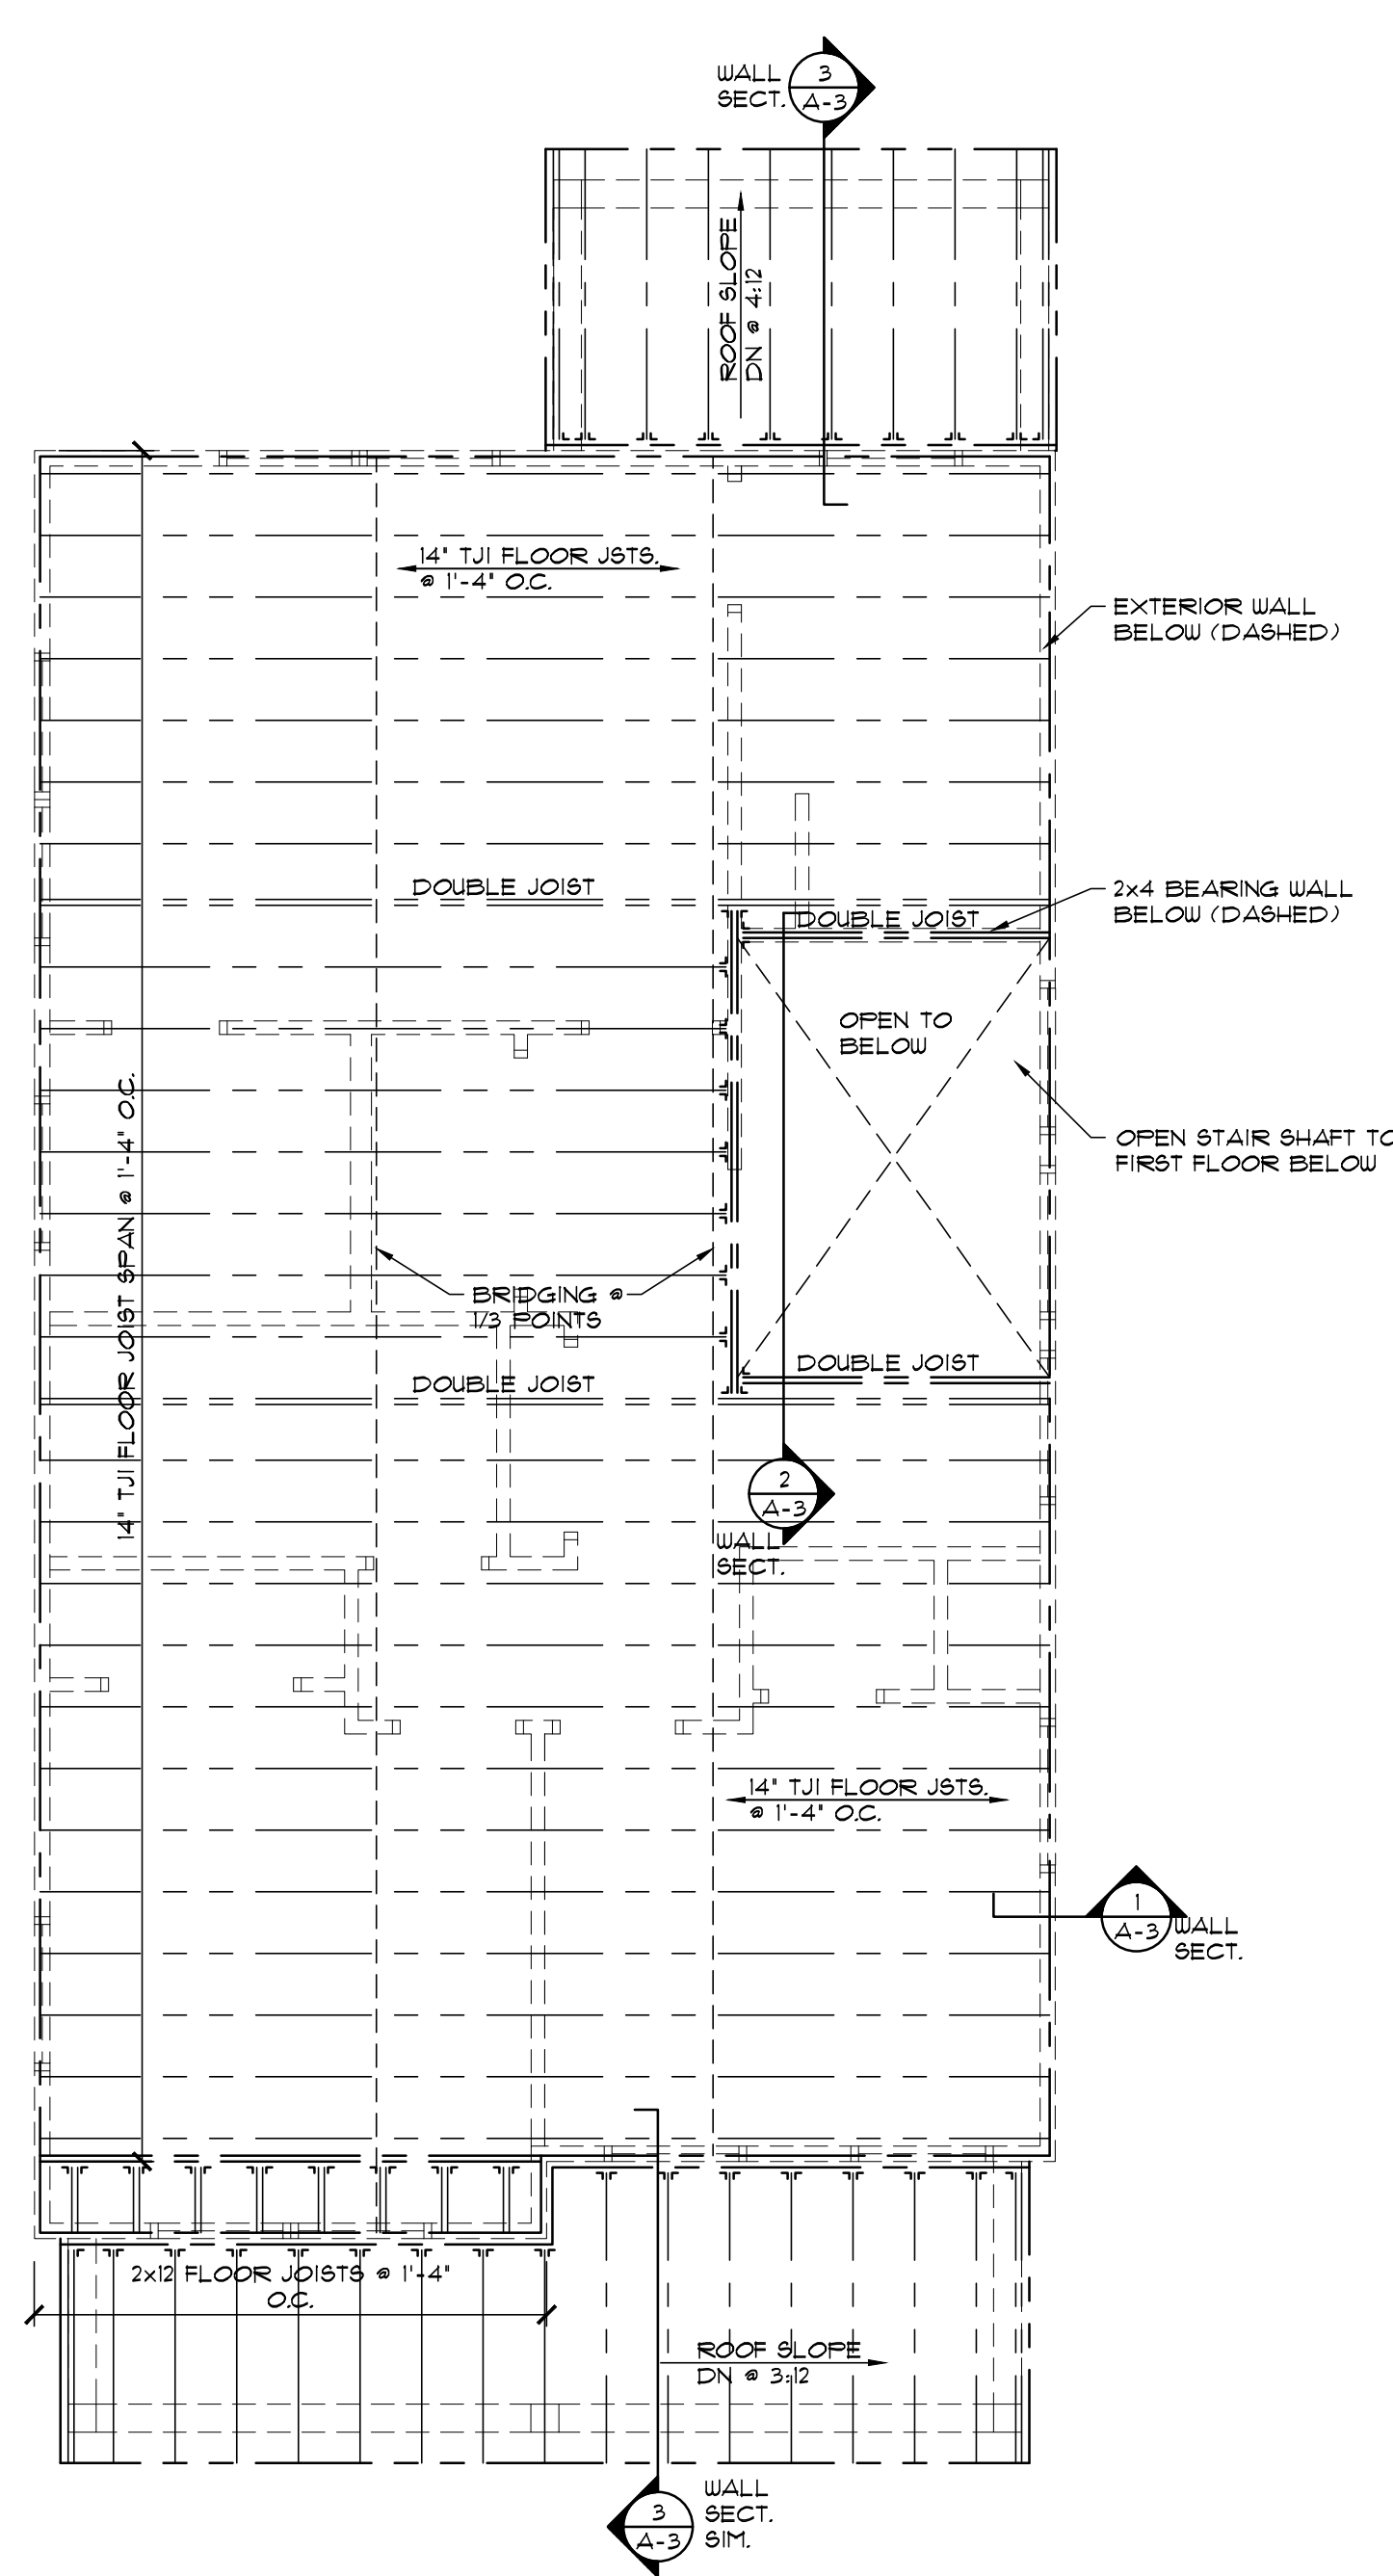 WALL
SECT.
3
A-3
ROOF SLOPE
DN @ 4:12
14" TJI FLOOR JSTS.
@ 1'-4" O.C.
EXTERIOR WALL
BELOW (DASHED)
DOUBLE JOIST
2x4 BEARING WALL
BELOW (DASHED)
DOUBLE JOIST
OPEN TO
BELOW
14" TJI FLOOR JOIST SPAN @ 1'-4" O.C.
OPEN STAIR SHAFT TO
FIRST FLOOR BELOW
BRIDGING @
1/3 POINTS
DOUBLE JOIST
DOUBLE JOIST
2
A-3
WALL
SECT.
14" TJI FLOOR JSTS.
@ 1'-4" O.C.
1
A-3
WALL
SECT.
2x12 FLOOR JOISTS @ 1'-4"
O.C.
ROOF SLOPE
DN @ 3:12
3
A-3
WALL
SECT.
SIM.